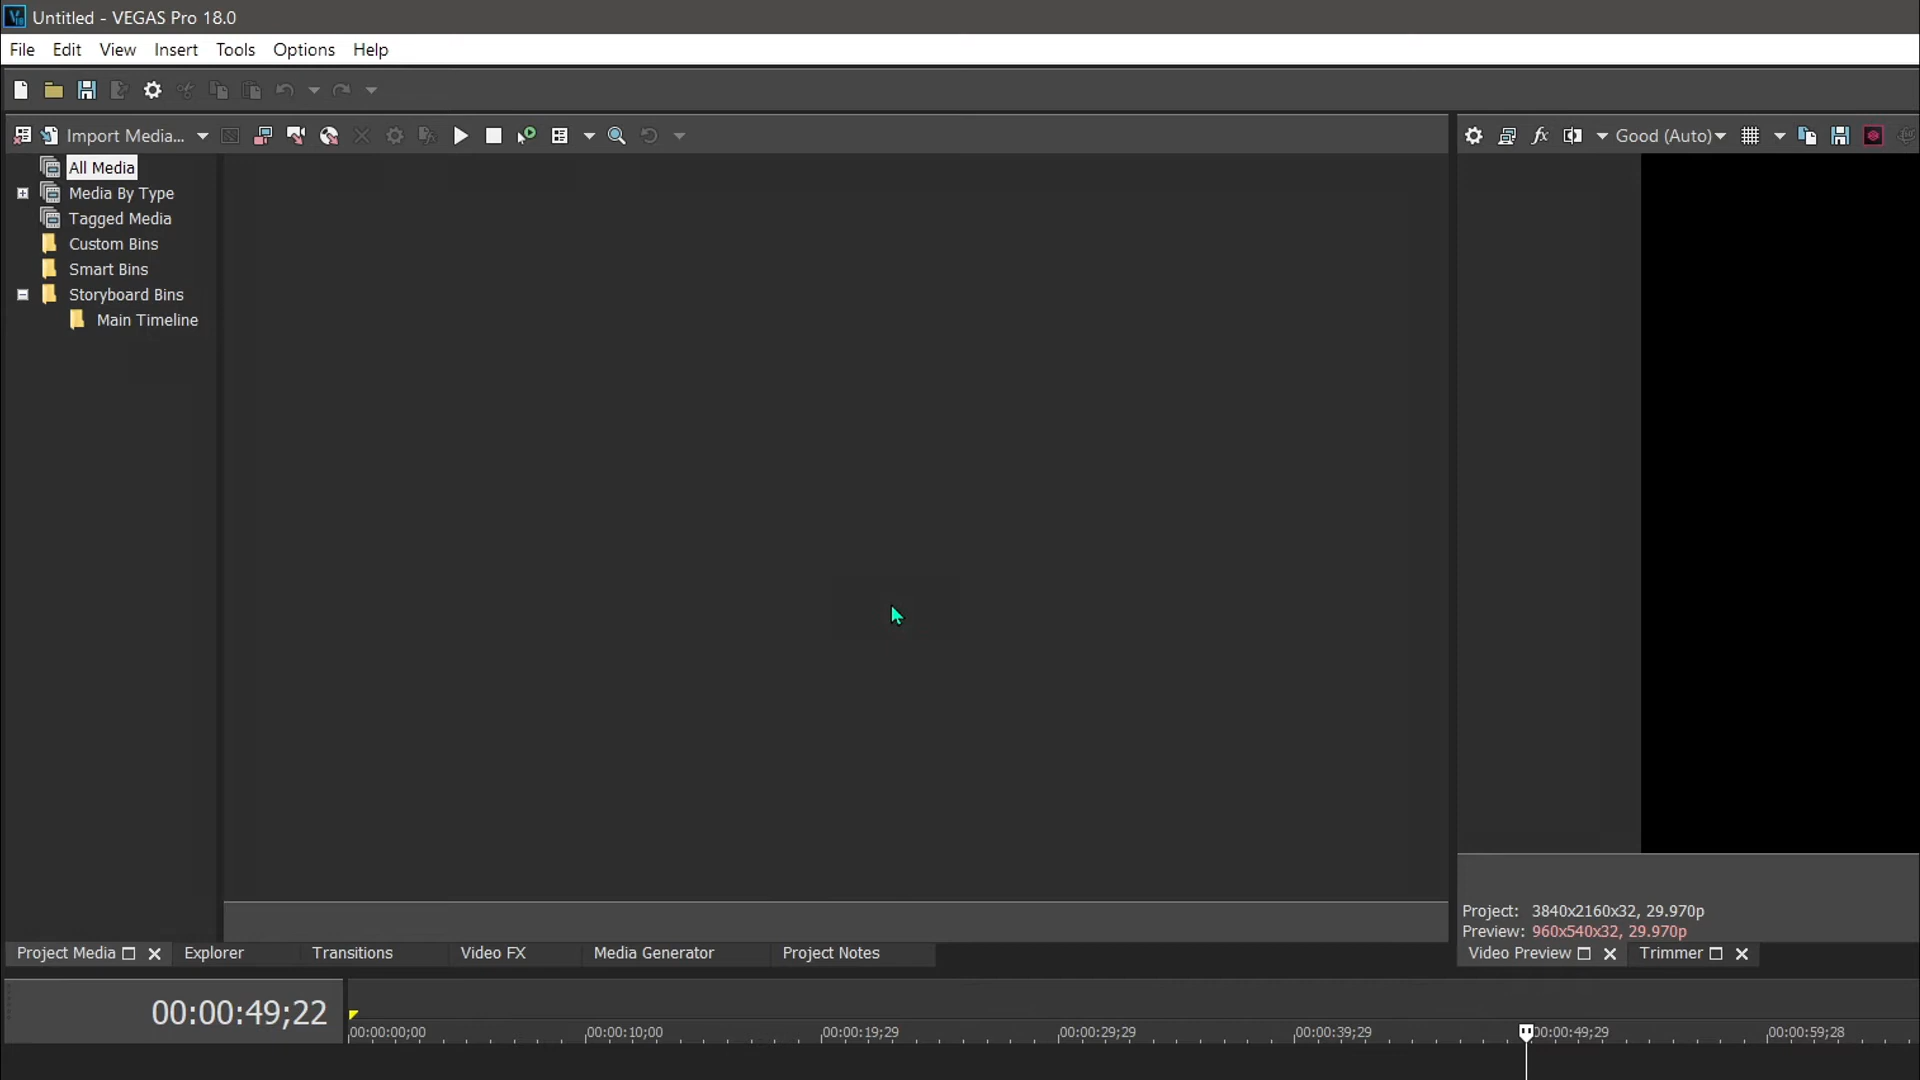 Untitled - VEGAS Pro 18.0
File Edit View Insert Tools Options Help
Import Media...
Good (Auto)
All Media
Media By Type
Tagged Media
Custom Bins
Smart Bins
Storyboard Bins
Main Timeline
Project: 3840x2160x32, 29.970p
Preview: 960x540x32, 29.970p
Project Media Explorer Transitions Video FX Media Generator Project Notes Video Preview Trimmer
00:00:49;22
00:00:00;00 00:00:10;00 00:00:19;29 00:00:29;29 00:00:39;29 00:00:49;29 00:00:59;28